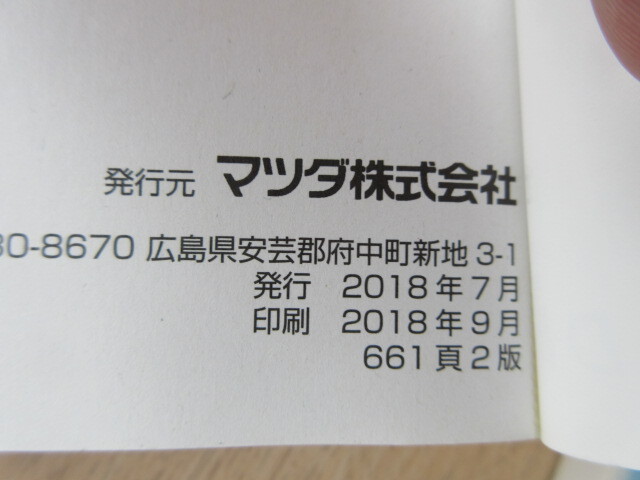 発行元 マツダ株式会社
30-8670 広島県安芸郡府中町新地 3-1
発行 2018年7月
印刷 2018年9月
661頁2版